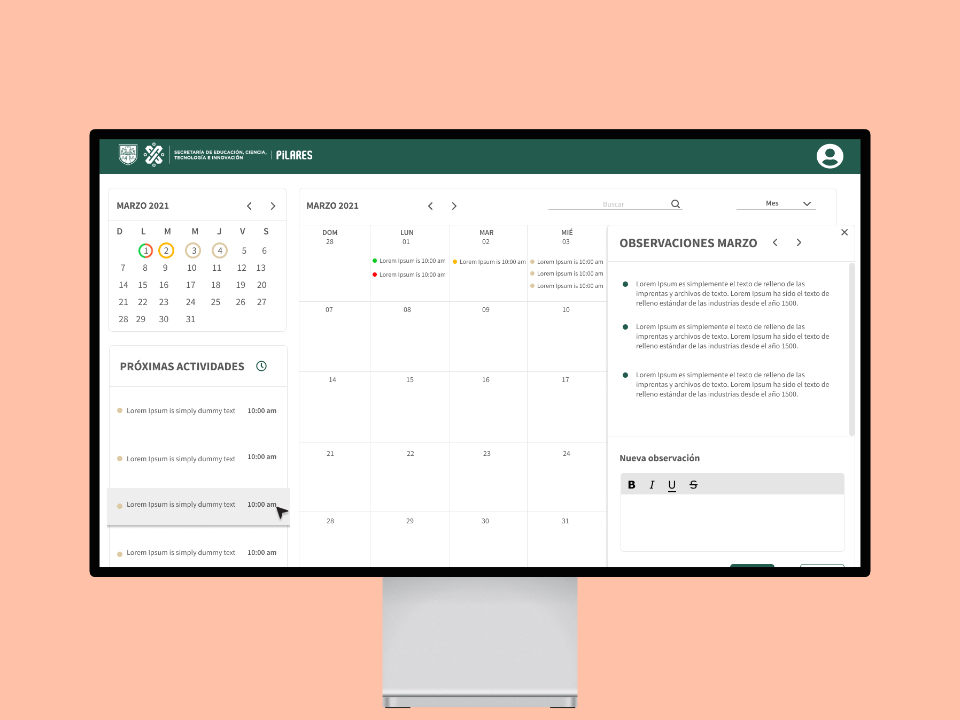 SECRETARÍA DE EDUCACIÓN, CIENCIA,
TECNOLOGÍA E INNOVACIÓN
PiLARES
MARZO 2021
D L M M J V S
1 2 3 4 5 6
7 8 9 10 11 12 13
14 15 16 17 18 19 20
21 22 23 24 25 26 27
28 29 30 31
PRÓXIMAS ACTIVIDADES
Lorem Ipsum is simply dummy text 10:00 am
Lorem Ipsum is simply dummy text 10:00 am
Lorem Ipsum is simply dummy text 10:00 am
Lorem Ipsum is simply dummy text 10:00 am
MARZO 2021
Buscar
Mes
DOM LUN MAR MIÉ
28 01 02 03
Lorem Ipsum is 10:00 am Lorem Ipsum is 10:00 am Lorem Ipsum is 10:00 am
Lorem Ipsum is 10:00 am Lorem Ipsum is 10:00 am
Lorem Ipsum is 10:00 am
07 08 09 10
14 15 16 17
21 22 23 24
28 29 30 31
OBSERVACIONES MARZO
Lorem Ipsum es simplemente el texto de relleno de las
imprentas y archivos de texto. Lorem Ipsum ha sido el texto de
relleno estándar de las industrias desde el año 1500.
Lorem Ipsum es simplemente el texto de relleno de las
imprentas y archivos de texto. Lorem Ipsum ha sido el texto de
relleno estándar de las industrias desde el año 1500.
Lorem Ipsum es simplemente el texto de relleno de las
imprentas y archivos de texto. Lorem Ipsum ha sido el texto de
relleno estándar de las industrias desde el año 1500.
Nueva observación
B I U S